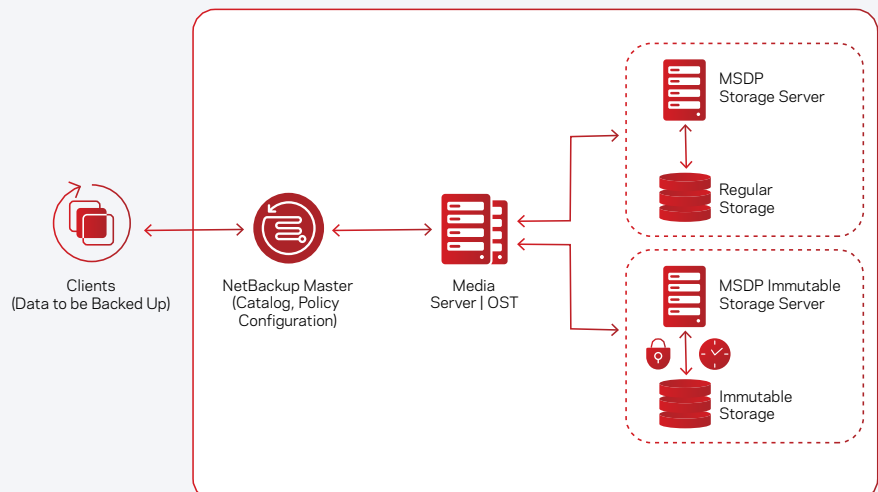 Clients
(Data to be Backed Up)
NetBackup Master
(Catalog, Policy
Configuration)
Media
Server | OST
MSDP
Storage Server
Regular
Storage
MSDP Immutable
Storage Server
Immutable
Storage